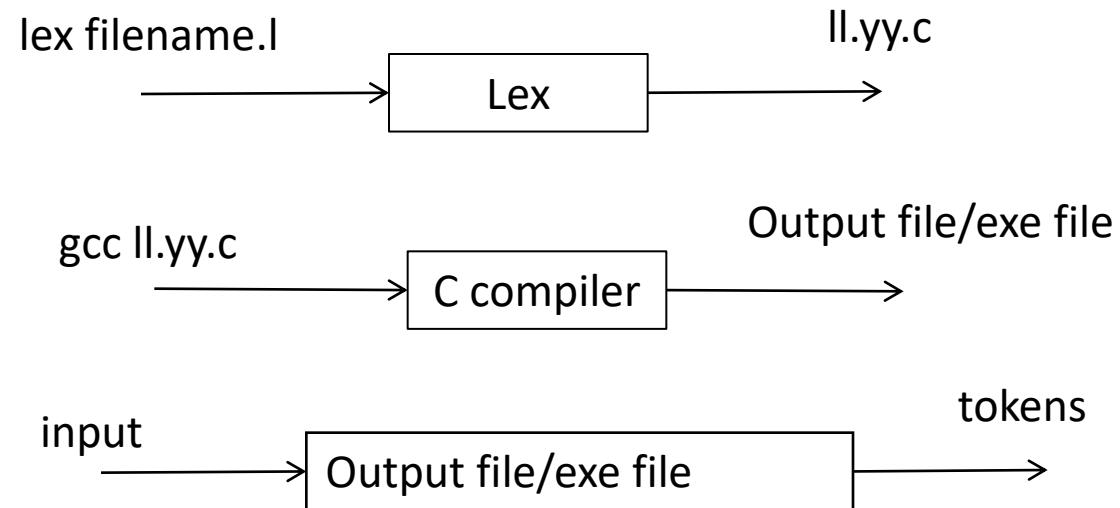 lex filename.l
ll.yy.c
Lex
Output file/exe file
gcc ll.yy.c
C compiler
tokens
input
Output file/exe file